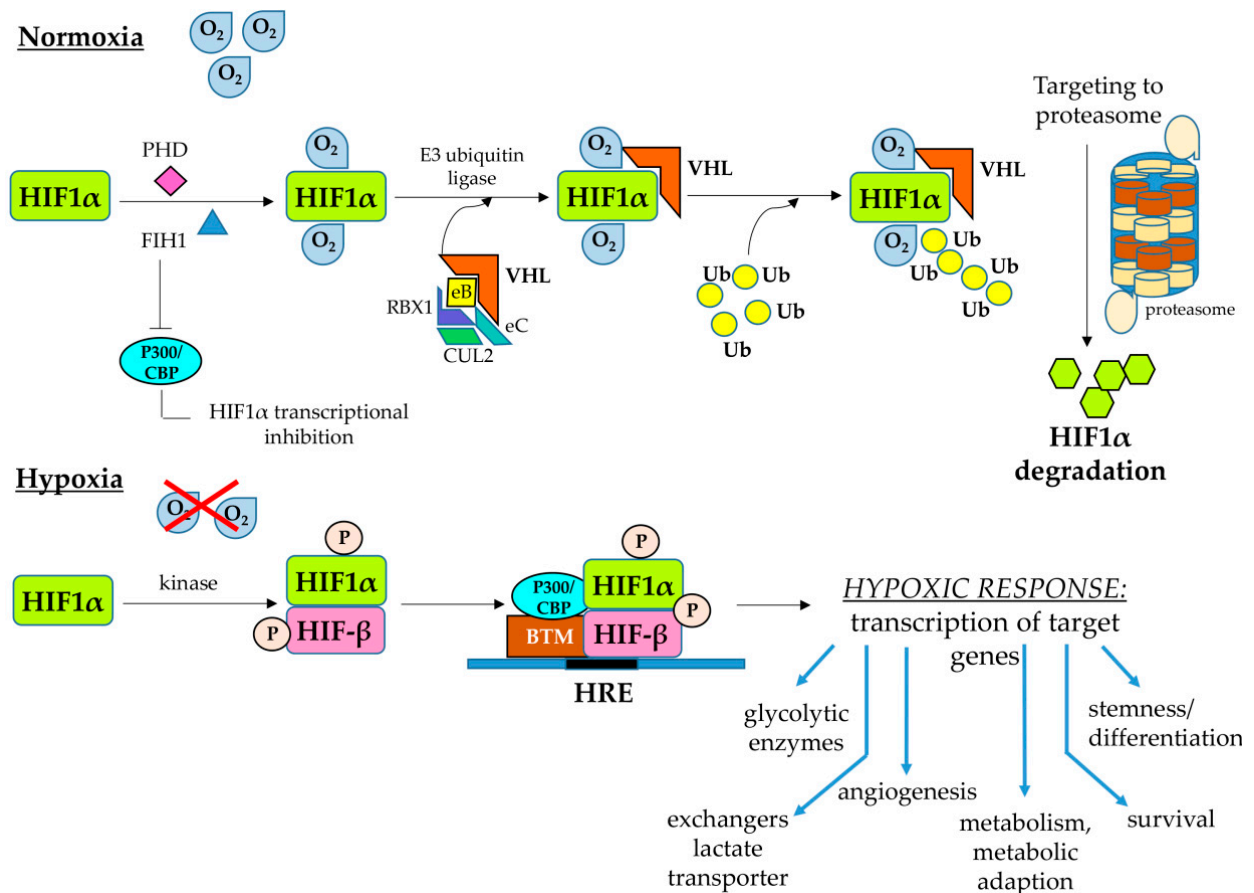 Normoxia
O2
O2
O2
PHD
HIF1α
FIH1
P300/
CBP
HIF1α transcriptional
inhibition
O2
HIF1α
O2
E3 ubiquitin
ligase
VHL
eB
RBX1
eC
CUL2
O2
VHL
HIF1α
O2
Ub
Ub
Ub
Ub
Ub
O2
VHL
HIF1α
O2
Ub
Ub
Ub
Ub
Targeting to
proteasome
proteasome
HIF1α
degradation
Hypoxia
O2
O2
HIF1α
kinase
P
HIF1α
P
HIF-β
P
P300/
CBP
HIF1α
P
BTM
HIF-β
HRE
HYPOXIC RESPONSE:
transcription of target
genes
glycolytic
enzymes
stemness/
differentiation
angiogenesis
exchangers
lactate
transporter
metabolism,
metabolic
adaption
survival